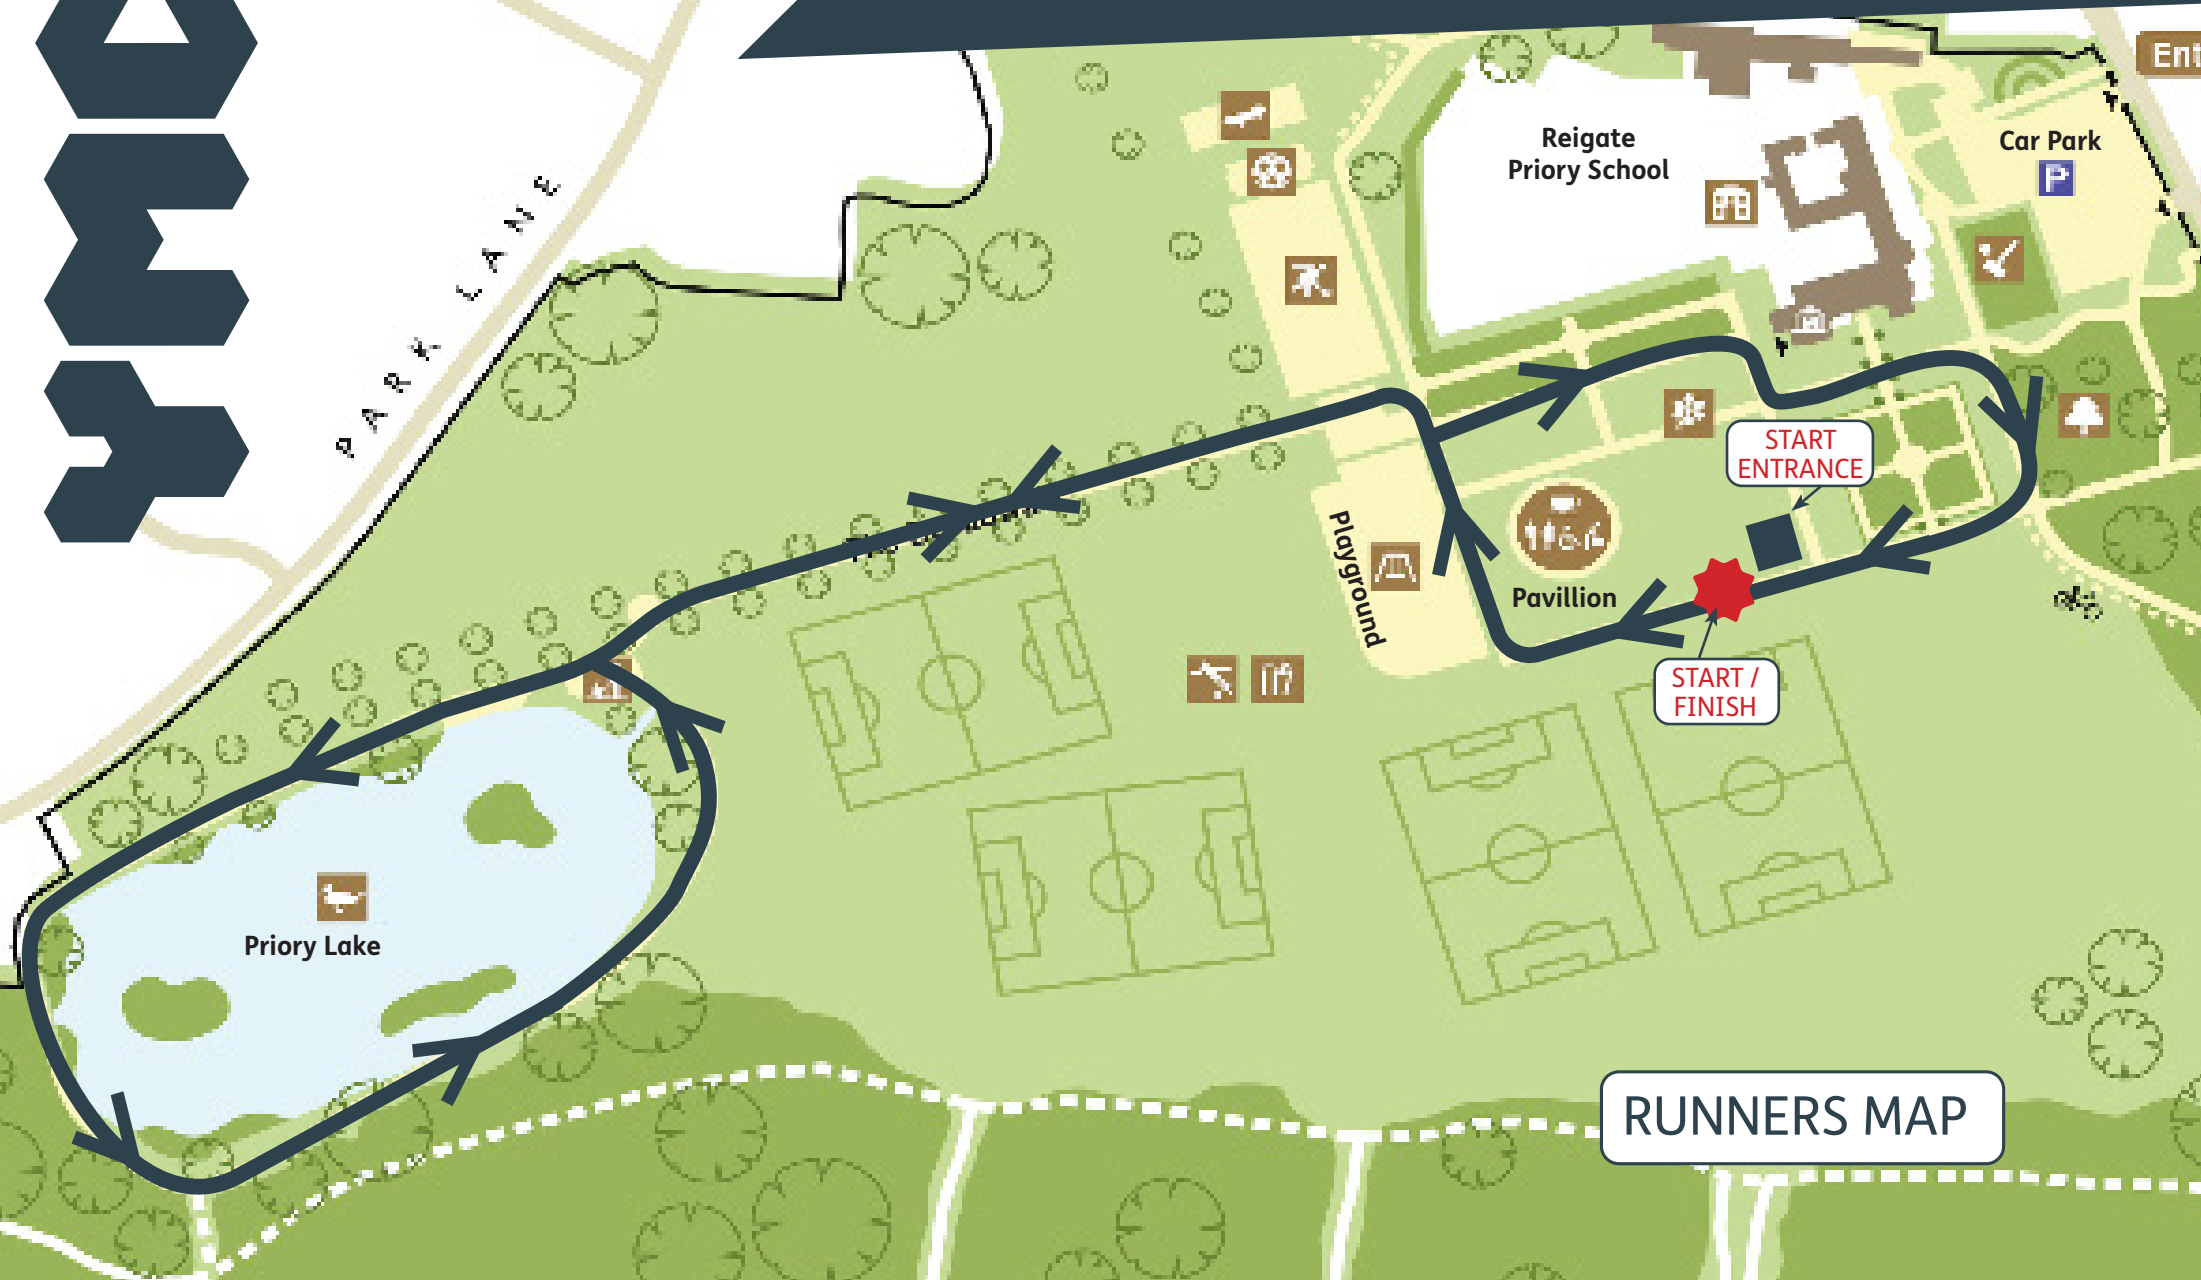 Ent
Car Park
P
Reigate
Priory School
PARK LANE
START
ENTRANCE
Playground
Pavillion
START /
FINISH
Priory Lake
RUNNERS MAP